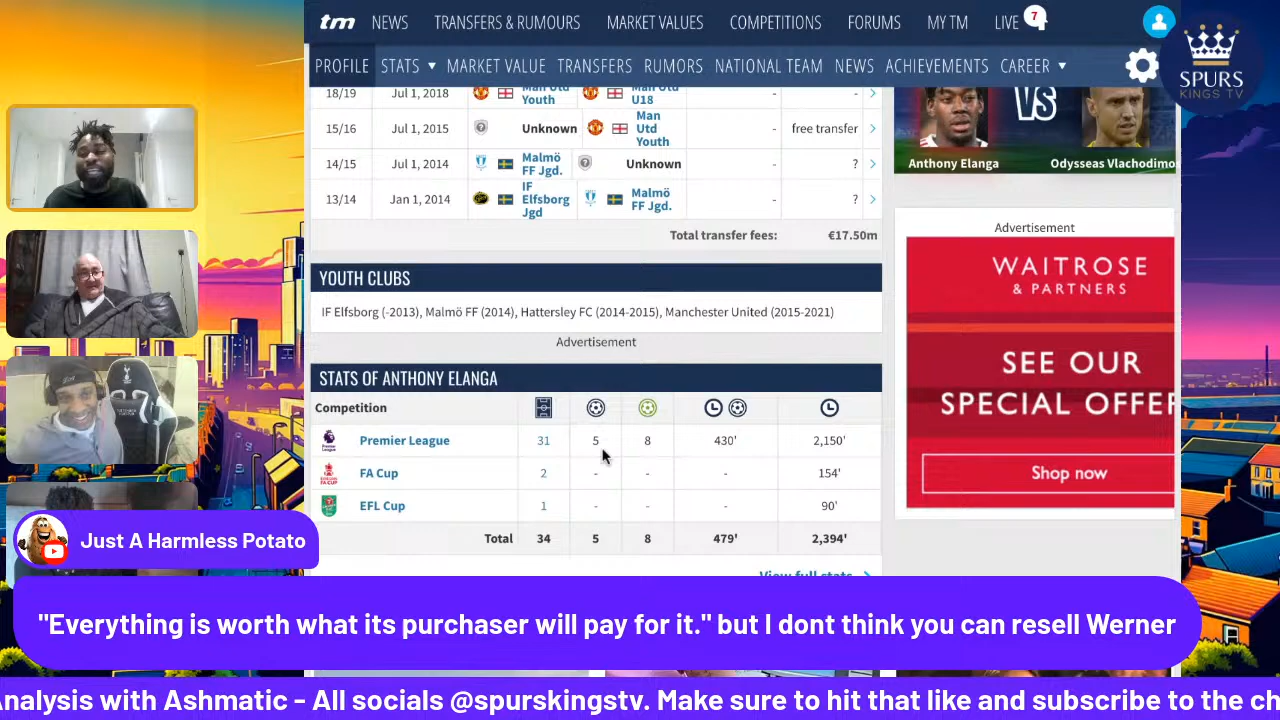 tm NEWS TRANSFERS & RUMOURS MARKET VALUES COMPETITIONS FORUMS MY TM LIVE 7
PROFILE STATS MARKET VALUE TRANSFERS RUMORS NATIONAL TEAM NEWS ACHIEVEMENTS CAREER
SPURS
KINGS TV
18/19 Jul 1, 2018 Man Utd Youth Man Utd U18 - -
15/16 Jul 1, 2015 Unknown Man Utd Youth - free transfer
14/15 Jul 1, 2014 Malmö FF Jgd. Unknown - ?
13/14 Jan 1, 2014 IF Elfsborg Jgd Malmö FF Jgd. - ?
Total transfer fees: €17.50m
VS
Anthony Elanga Odysseas Vlachodimo
YOUTH CLUBS
IF Elfsborg (-2013), Malmö FF (2014), Hattersley FC (2014-2015), Manchester United (2015-2021)
Advertisement
STATS OF ANTHONY ELANGA
Competition
Premier League 31 5 8 430' 2,150'
FA Cup 2 - - - 154'
EFL Cup 1 - - - 90'
Total 34 5 8 479' 2,394'
View full stats
Advertisement
WAITROSE
& PARTNERS
SEE OUR
SPECIAL OFFER
Shop now
Just A Harmless Potato
"Everything is worth what its purchaser will pay for it." but I dont think you can resell Werner
Analysis with Ashmatic - All socials @spurskingstv. Make sure to hit that like and subscribe to the ch